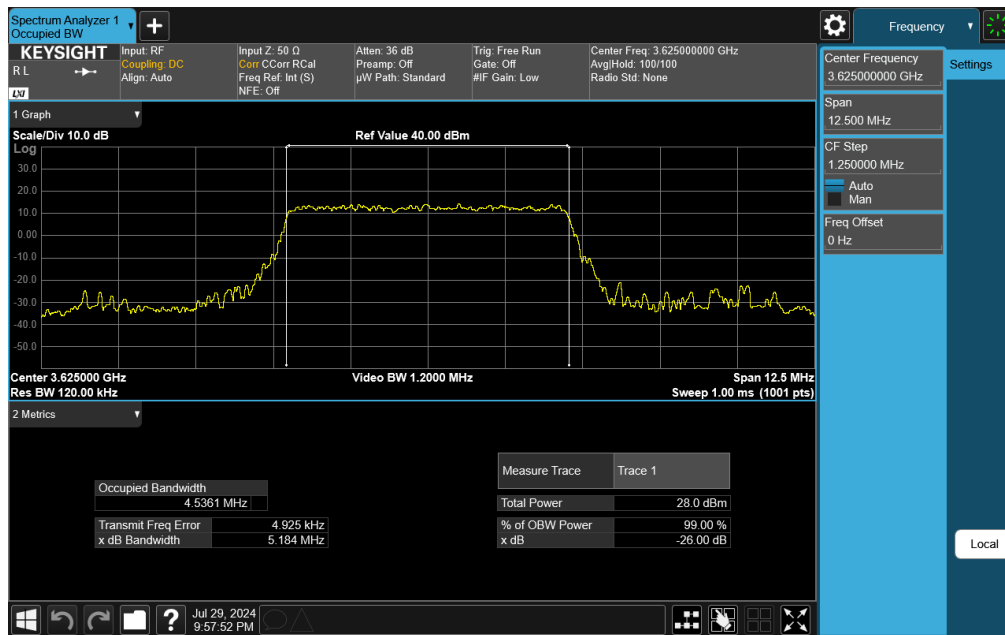 Spectrum Analyzer 1
Occupied BW
Frequency
KEYSIGHT
R L
LXI
Input: RF
Coupling: DC
Align: Auto
Input Z: 50 Ω
Corr CCorr RCal
Freq Ref: Int (S)
NFE: Off
Atten: 36 dB
Preamp: Off
µW Path: Standard
Trig: Free Run
Gate: Off
#IF Gain: Low
Center Freq: 3.625000000 GHz
Avg|Hold: 100/100
Radio Std: None
Center Frequency
3.625000000 GHz
Settings
Span
12.500 MHz
CF Step
1.250000 MHz
Auto
Man
Freq Offset
0 Hz
Local
1 Graph
Scale/Div 10.0 dB
Ref Value 40.00 dBm
Log
30.0
20.0
10.0
0.00
-10.0
-20.0
-30.0
-40.0
-50.0
Center 3.625000 GHz
Video BW 1.2000 MHz
Span 12.5 MHz
Res BW 120.00 kHz
Sweep 1.00 ms (1001 pts)
2 Metrics
Occupied Bandwidth
4.5361 MHz
Transmit Freq Error 4.925 kHz
x dB Bandwidth 5.184 MHz
Measure Trace Trace 1
Total Power 28.0 dBm
% of OBW Power 99.00 %
x dB -26.00 dB
?
Jul 29, 2024
9:57:52 PM